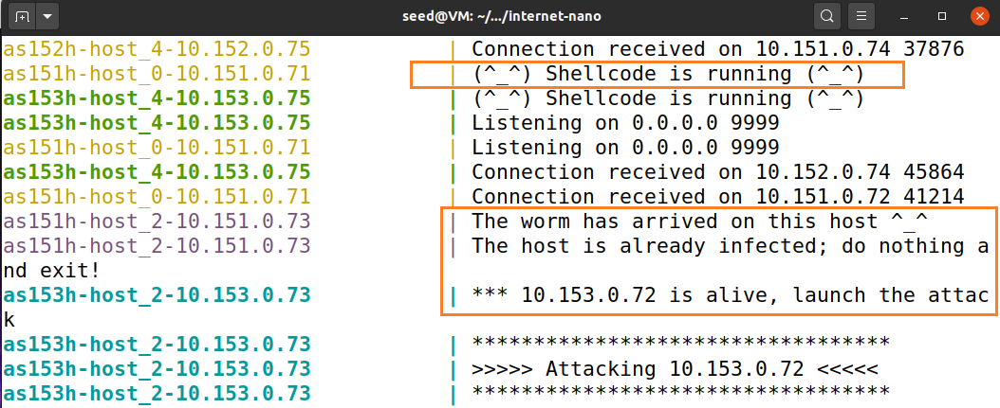 seed@VM: ~/.../internet-nano
as152h-host_4-10.152.0.75 | Connection received on 10.151.0.74 37876
as151h-host_0-10.151.0.71 | (^_^) Shellcode is running (^_^)
as153h-host_4-10.153.0.75 | (^_^) Shellcode is running (^_^)
as153h-host_4-10.153.0.75 | Listening on 0.0.0.0 9999
as151h-host_0-10.151.0.71 | Listening on 0.0.0.0 9999
as153h-host_4-10.153.0.75 | Connection received on 10.152.0.74 45864
as151h-host_0-10.151.0.71 | Connection received on 10.151.0.72 41214
as151h-host_2-10.151.0.73 | The worm has arrived on this host ^_^
as151h-host_2-10.151.0.73 | The host is already infected; do nothing a
nd exit!
as153h-host_2-10.153.0.73 | *** 10.153.0.72 is alive, launch the attac
k
as153h-host_2-10.153.0.73 | **********************************
as153h-host_2-10.153.0.73 | >>>>> Attacking 10.153.0.72 <<<<<
as153h-host_2-10.153.0.73 | **********************************